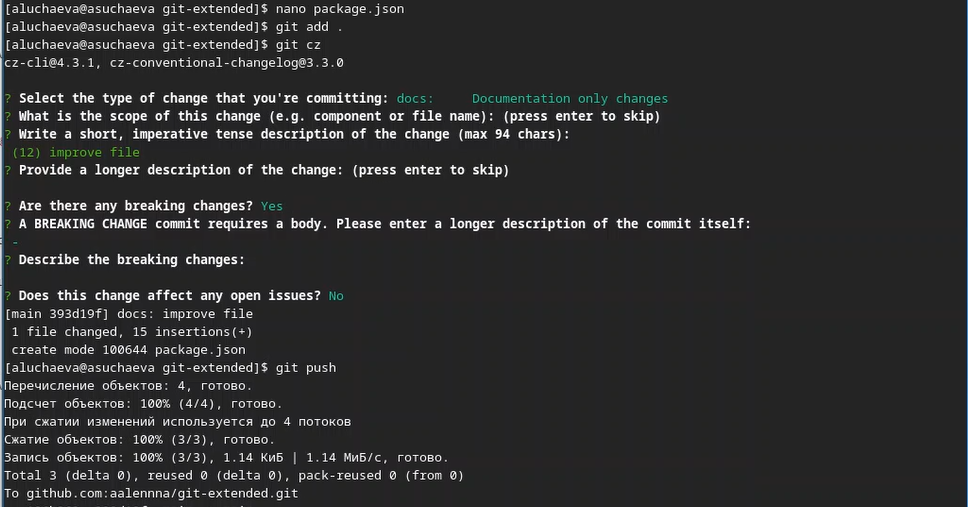 [aluchaeva@asuchaeva git-extended]$ nano package.json
[aluchaeva@asuchaeva git-extended]$ git add .
[aluchaeva@asuchaeva git-extended]$ git cz
cz-cli@4.3.1, cz-conventional-changelog@3.3.0
? Select the type of change that you're committing: docs:     Documentation only changes
? What is the scope of this change (e.g. component or file name): (press enter to skip)
? Write a short, imperative tense description of the change (max 94 chars):
(12) improve file
? Provide a longer description of the change: (press enter to skip)
? Are there any breaking changes? Yes
? A BREAKING CHANGE commit requires a body. Please enter a longer description of the commit itself:
-
? Describe the breaking changes:
? Does this change affect any open issues? No
[main 393d19f] docs: improve file
1 file changed, 15 insertions(+)
create mode 100644 package.json
[aluchaeva@asuchaeva git-extended]$ git push
Перечисление объектов: 4, готово.
Подсчет объектов: 100% (4/4), готово.
При сжатии изменений используется до 4 потоков
Сжатие объектов: 100% (3/3), готово.
Запись объектов: 100% (3/3), 1.14 КиБ | 1.14 МиБ/с, готово.
Total 3 (delta 0), reused 0 (delta 0), pack-reused 0 (from 0)
To github.com:aalennna/git-extended.git